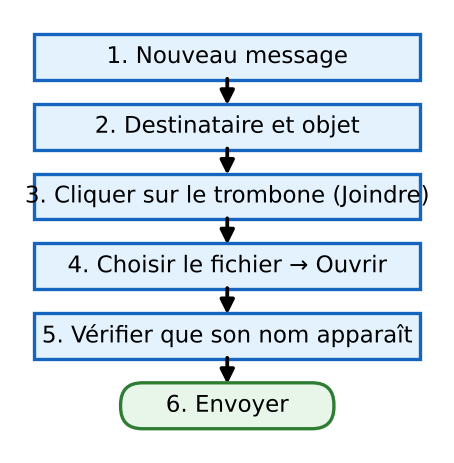 1. Nouveau message
2. Destinataire et objet
3. Cliquer sur le trombone (Joindre)
4. Choisir le fichier → Ouvrir
5. Vérifier que son nom apparaît
6. Envoyer